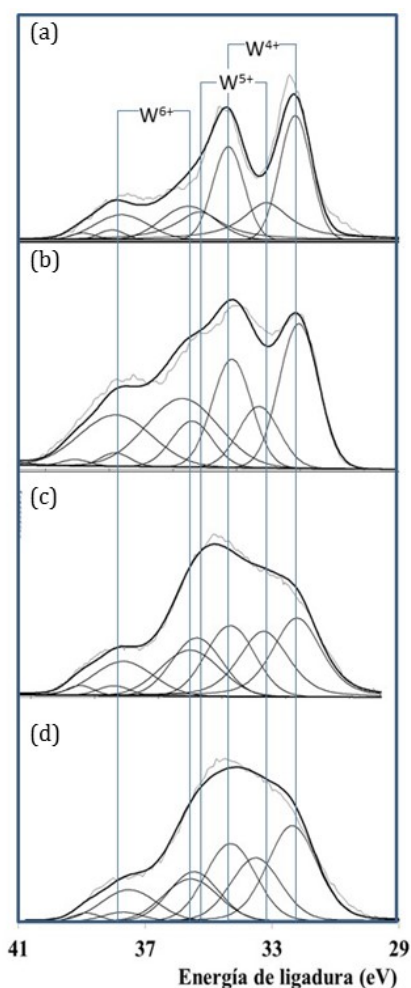 (a)
W4+
W5+
W6+
(b)
(c)
(d)
41 37 33 29
Energía de ligadura (eV)